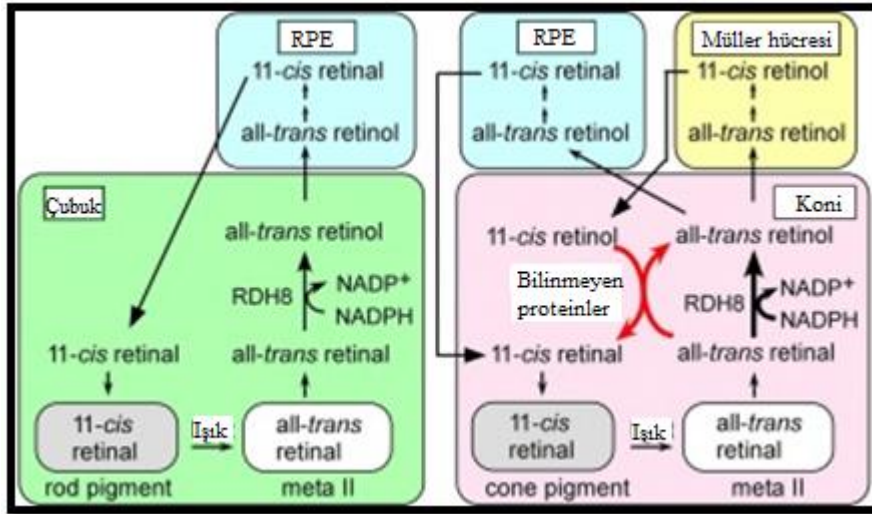 RPE
11-cis retinal
all-trans retinol
Çubuk
all-trans retinol
RDH8
NADP+
NADPH
11-cis retinal
all-trans retinal
11-cis
retinal
Işık
all-trans
retinal
rod pigment
meta II
RPE
11-cis retinal
all-trans retinol
Müller hücresi
11-cis retinol
all-trans retinol
Koni
11-cis retinol
all-trans retinol
Bilinmeyen
proteinler
RDH8
NADP+
NADPH
11-cis retinal
all-trans retinal
11-cis
retinal
Işık
all-trans
retinal
cone pigment
meta II